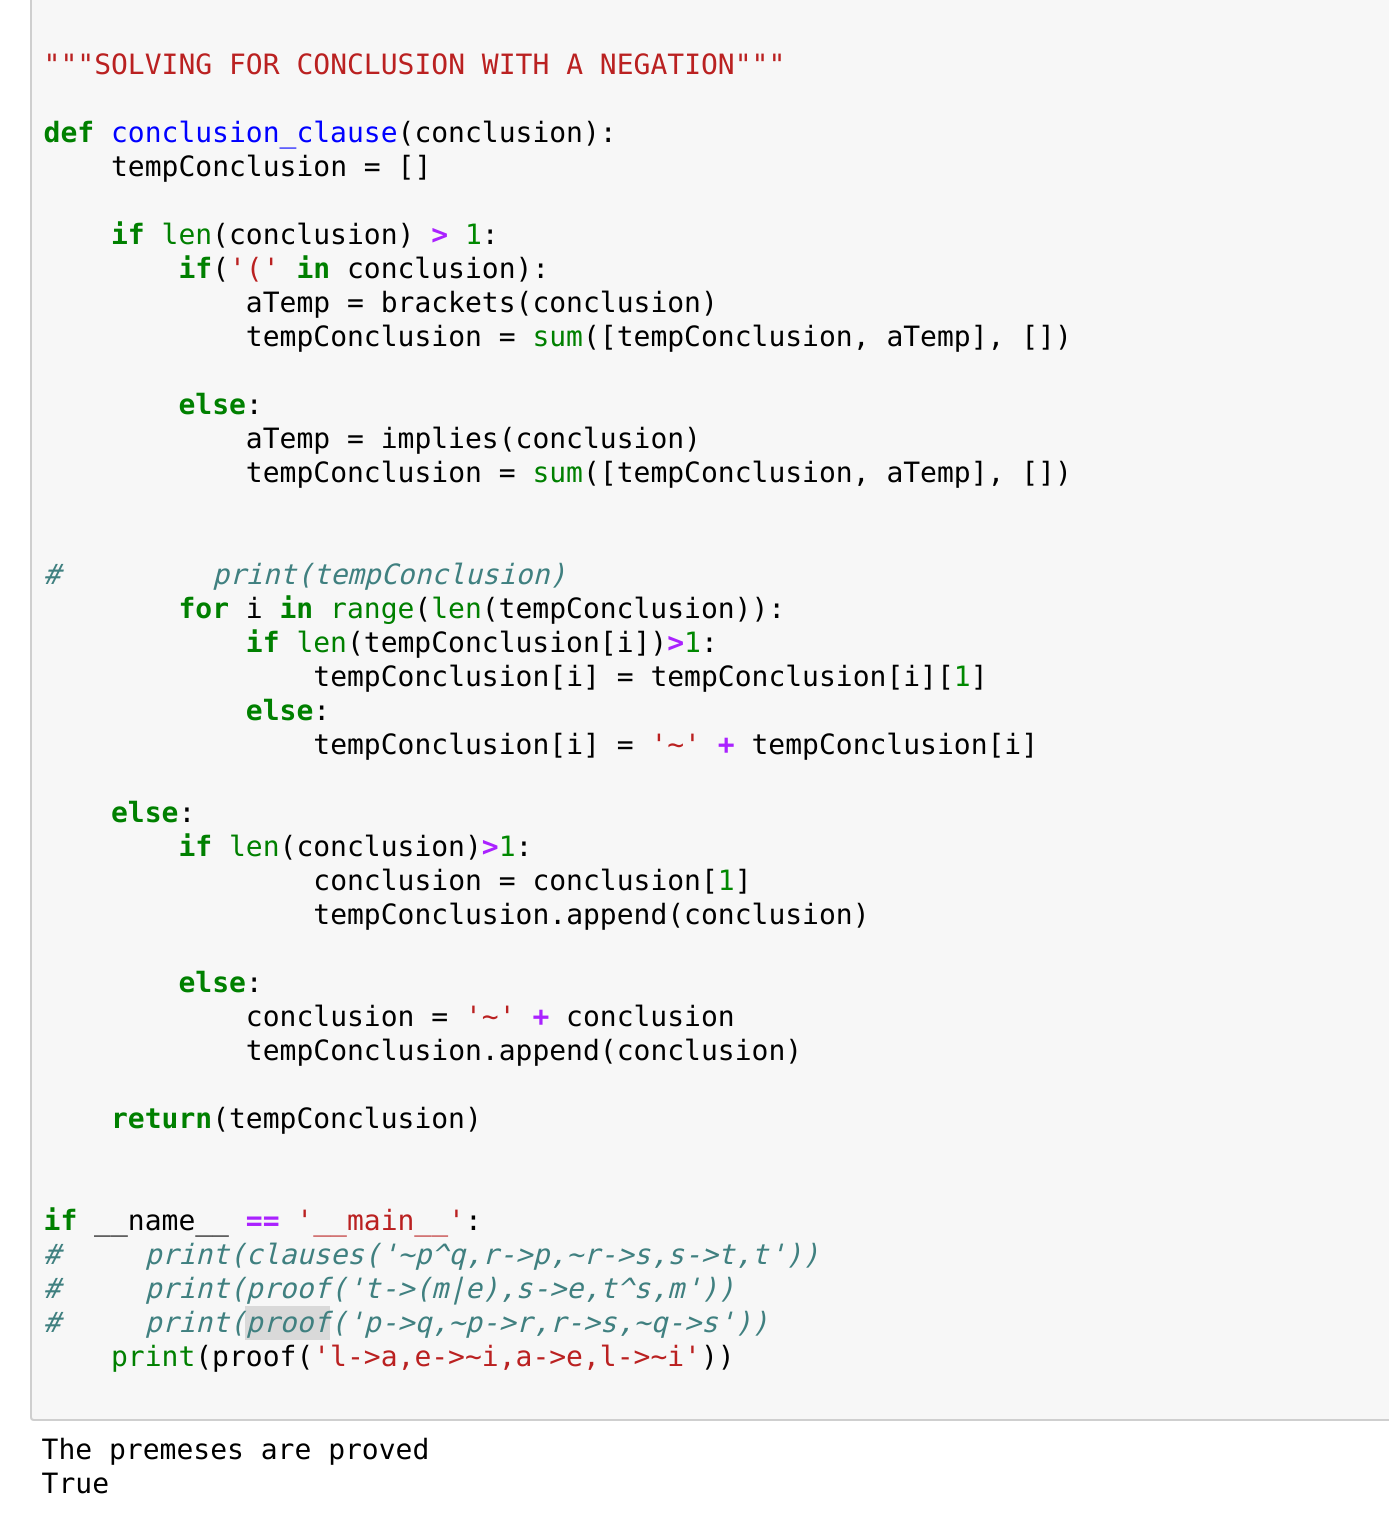 """SOLVING FOR CONCLUSION WITH A NEGATION"""
def conclusion_clause(conclusion):
    tempConclusion = []
    if len(conclusion) > 1:
        if('(' in conclusion):
            aTemp = brackets(conclusion)
            tempConclusion = sum([tempConclusion, aTemp], [])
        else:
            aTemp = implies(conclusion)
            tempConclusion = sum([tempConclusion, aTemp], [])
#         print(tempConclusion)
        for i in range(len(tempConclusion)):
            if len(tempConclusion[i])>1:
                tempConclusion[i] = tempConclusion[i][1]
            else:
                tempConclusion[i] = '~' + tempConclusion[i]
    else:
        if len(conclusion)>1:
                conclusion = conclusion[1]
                tempConclusion.append(conclusion)
        else:
            conclusion = '~' + conclusion
            tempConclusion.append(conclusion)
    return(tempConclusion)
if __name__ == '__main__':
#     print(clauses('~p^q,r->p,~r->s,s->t,t'))
#     print(proof('t->(m|e),s->e,t^s,m'))
#     print(proof('p->q,~p->r,r->s,~q->s'))
    print(proof('l->a,e->~i,a->e,l->~i'))
The premeses are proved
True